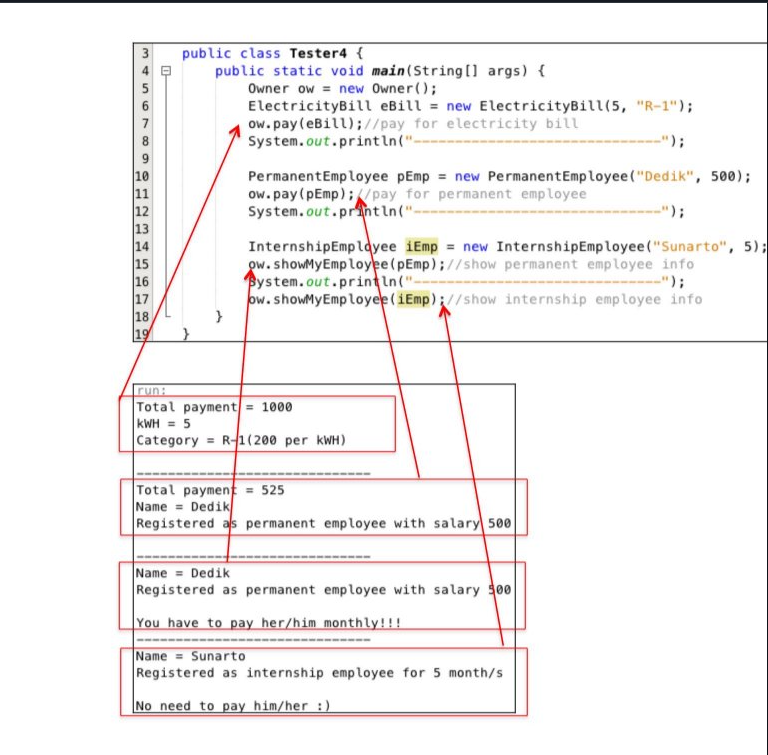 3 public class Tester4 {
4 public static void main(String[] args) {
5 Owner ow = new Owner();
6 ElectricityBill eBill = new ElectricityBill(5, "R-1");
7 ow.pay(eBill);//pay for electricity bill
8 System.out.println("------------------------------");
9
10 PermanentEmployee pEmp = new PermanentEmployee("Dedik", 500);
11 ow.pay(pEmp);//pay for permanent employee
12 System.out.println("------------------------------");
13
14 InternshipEmployee iEmp = new InternshipEmployee("Sunarto", 5);
15 ow.showMyEmployee(pEmp);//show permanent employee info
16 System.out.println("------------------------------");
17 ow.showMyEmployee(iEmp);//show internship employee info
18 }
19 }
run:
Total payment = 1000
kWH = 5
Category = R-1(200 per kWH)
------------------------------
Total payment = 525
Name = Dedik
Registered as permanent employee with salary 500
------------------------------
Name = Dedik
Registered as permanent employee with salary 500
You have to pay her/him monthly!!!
------------------------------
Name = Sunarto
Registered as internship employee for 5 month/s
No need to pay him/her :)